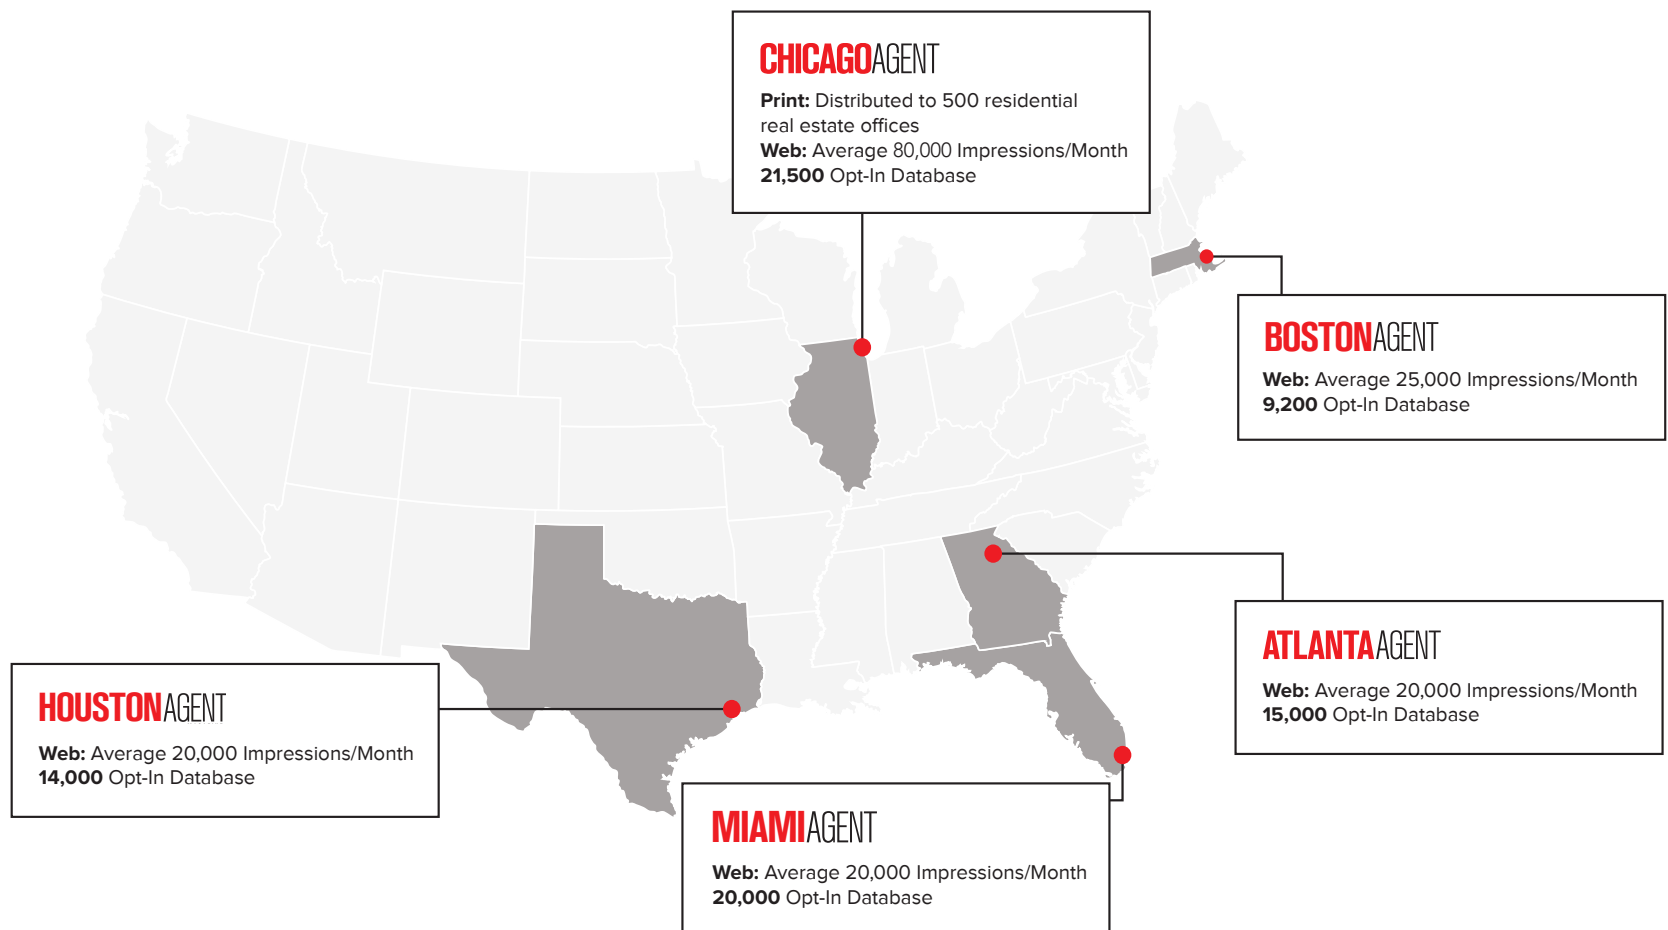 CHICAGOAGENT
Print: Distributed to 500 residential
real estate offices
Web: Average 80,000 Impressions/Month
21,500 Opt-In Database
BOSTONAGENT
Web: Average 25,000 Impressions/Month
9,200 Opt-In Database
ATLANTAAGENT
Web: Average 20,000 Impressions/Month
15,000 Opt-In Database
HOUSTONAGENT
Web: Average 20,000 Impressions/Month
14,000 Opt-In Database
MIAMIAGENT
Web: Average 20,000 Impressions/Month
20,000 Opt-In Database